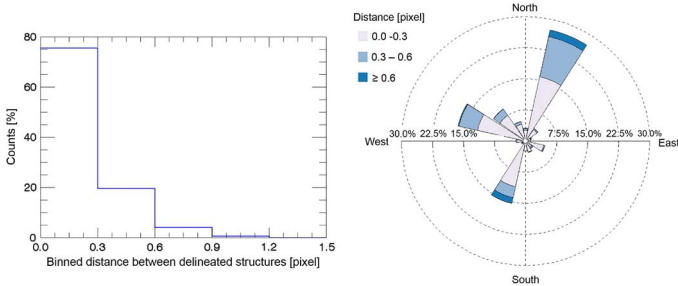 80
60
40
20
0
0.0
0.3
0.6
0.9
1.2
1.5
Counts [%]
Binned distance between delineated structures [pixel]
Distance [pixel]
0.0 -0.3
0.3 – 0.6
≥ 0.6
North
West
East
South
30.0% 22.5% 15.0% 7.5% 15.0% 22.5% 30.0%